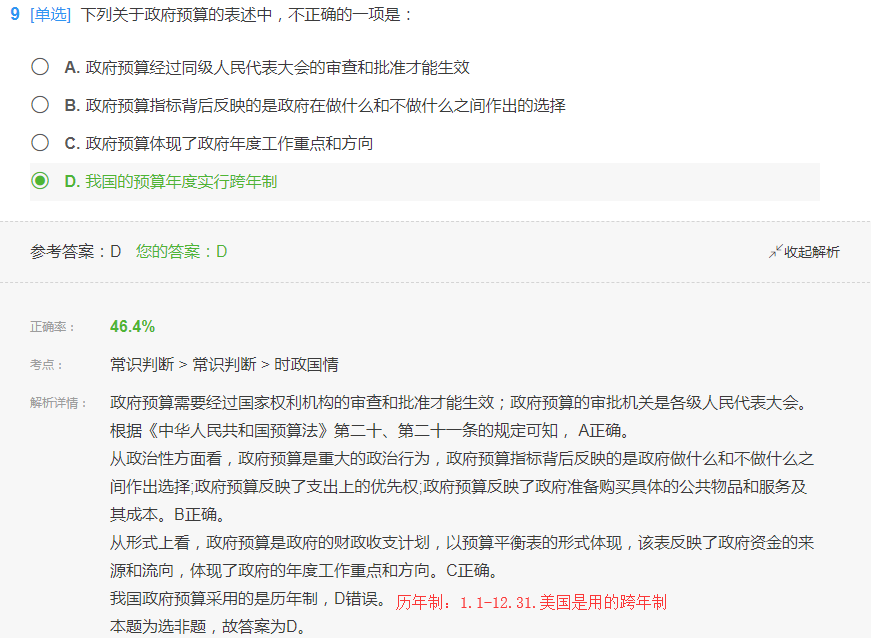 9 [单选] 下列关于政府预算的表述中，不正确的一项是：
A. 政府预算经过同级人民代表大会的审查和批准才能生效
B. 政府预算指标背后反映的是政府在做什么和不做什么之间作出的选择
C. 政府预算体现了政府年度工作重点和方向
D. 我国的预算年度实行跨年制
参考答案：D 您的答案：D 收起解析
正确率： 46.4%
考点： 常识判断 > 常识判断 > 时政国情
解析详情： 政府预算需要经过国家权利机构的审查和批准才能生效；政府预算的审批机关是各级人民代表大会。
根据《中华人民共和国预算法》第二十、第二十一条的规定可知， A正确。
从政治性方面看，政府预算是重大的政治行为，政府预算指标背后反映的是政府做什么和不做什么之
间作出选择;政府预算反映了支出上的优先权;政府预算反映了政府准备购买具体的公共物品和服务及
其成本。B正确。
从形式上看，政府预算是政府的财政收支计划，以预算平衡表的形式体现，该表反映了政府资金的来
源和流向，体现了政府的年度工作重点和方向。C正确。
我国政府预算采用的是历年制，D错误。 历年制：1.1-12.31.美国是用的跨年制
本题为选非题，故答案为D。